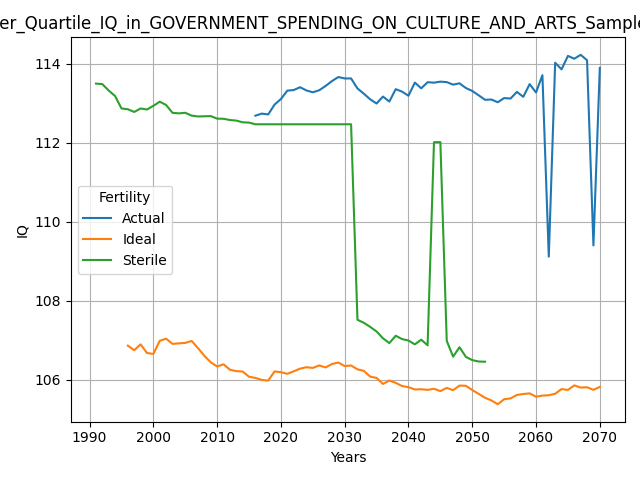 er_Quartile_IQ_in_GOVERNMENT_SPENDING_ON_CULTURE_AND_ARTS_Sample
114
112
110
108
106
IQ
Fertility
Actual
Ideal
Sterile
1990
2000
2010
2020
2030
2040
2050
2060
2070
Years